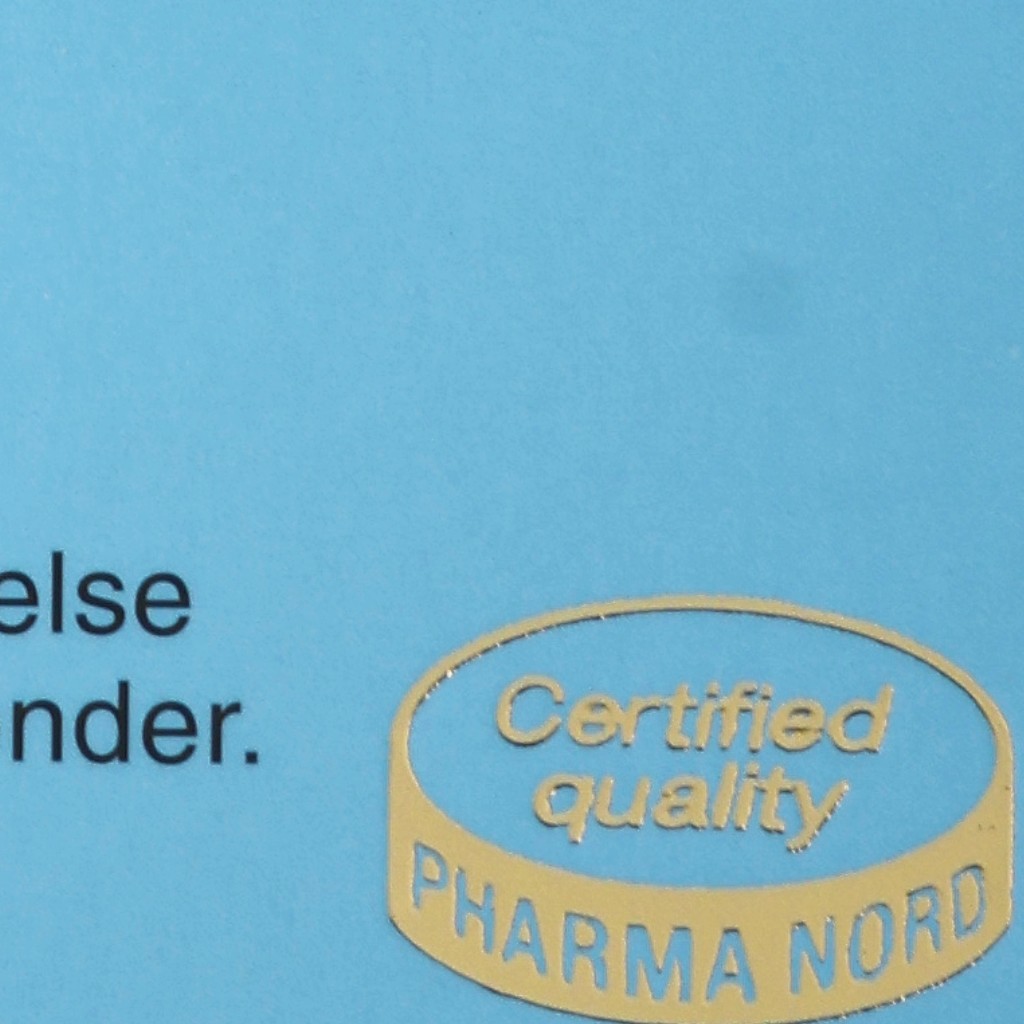 else
nder.
Certified
quality
PHARMA NORD